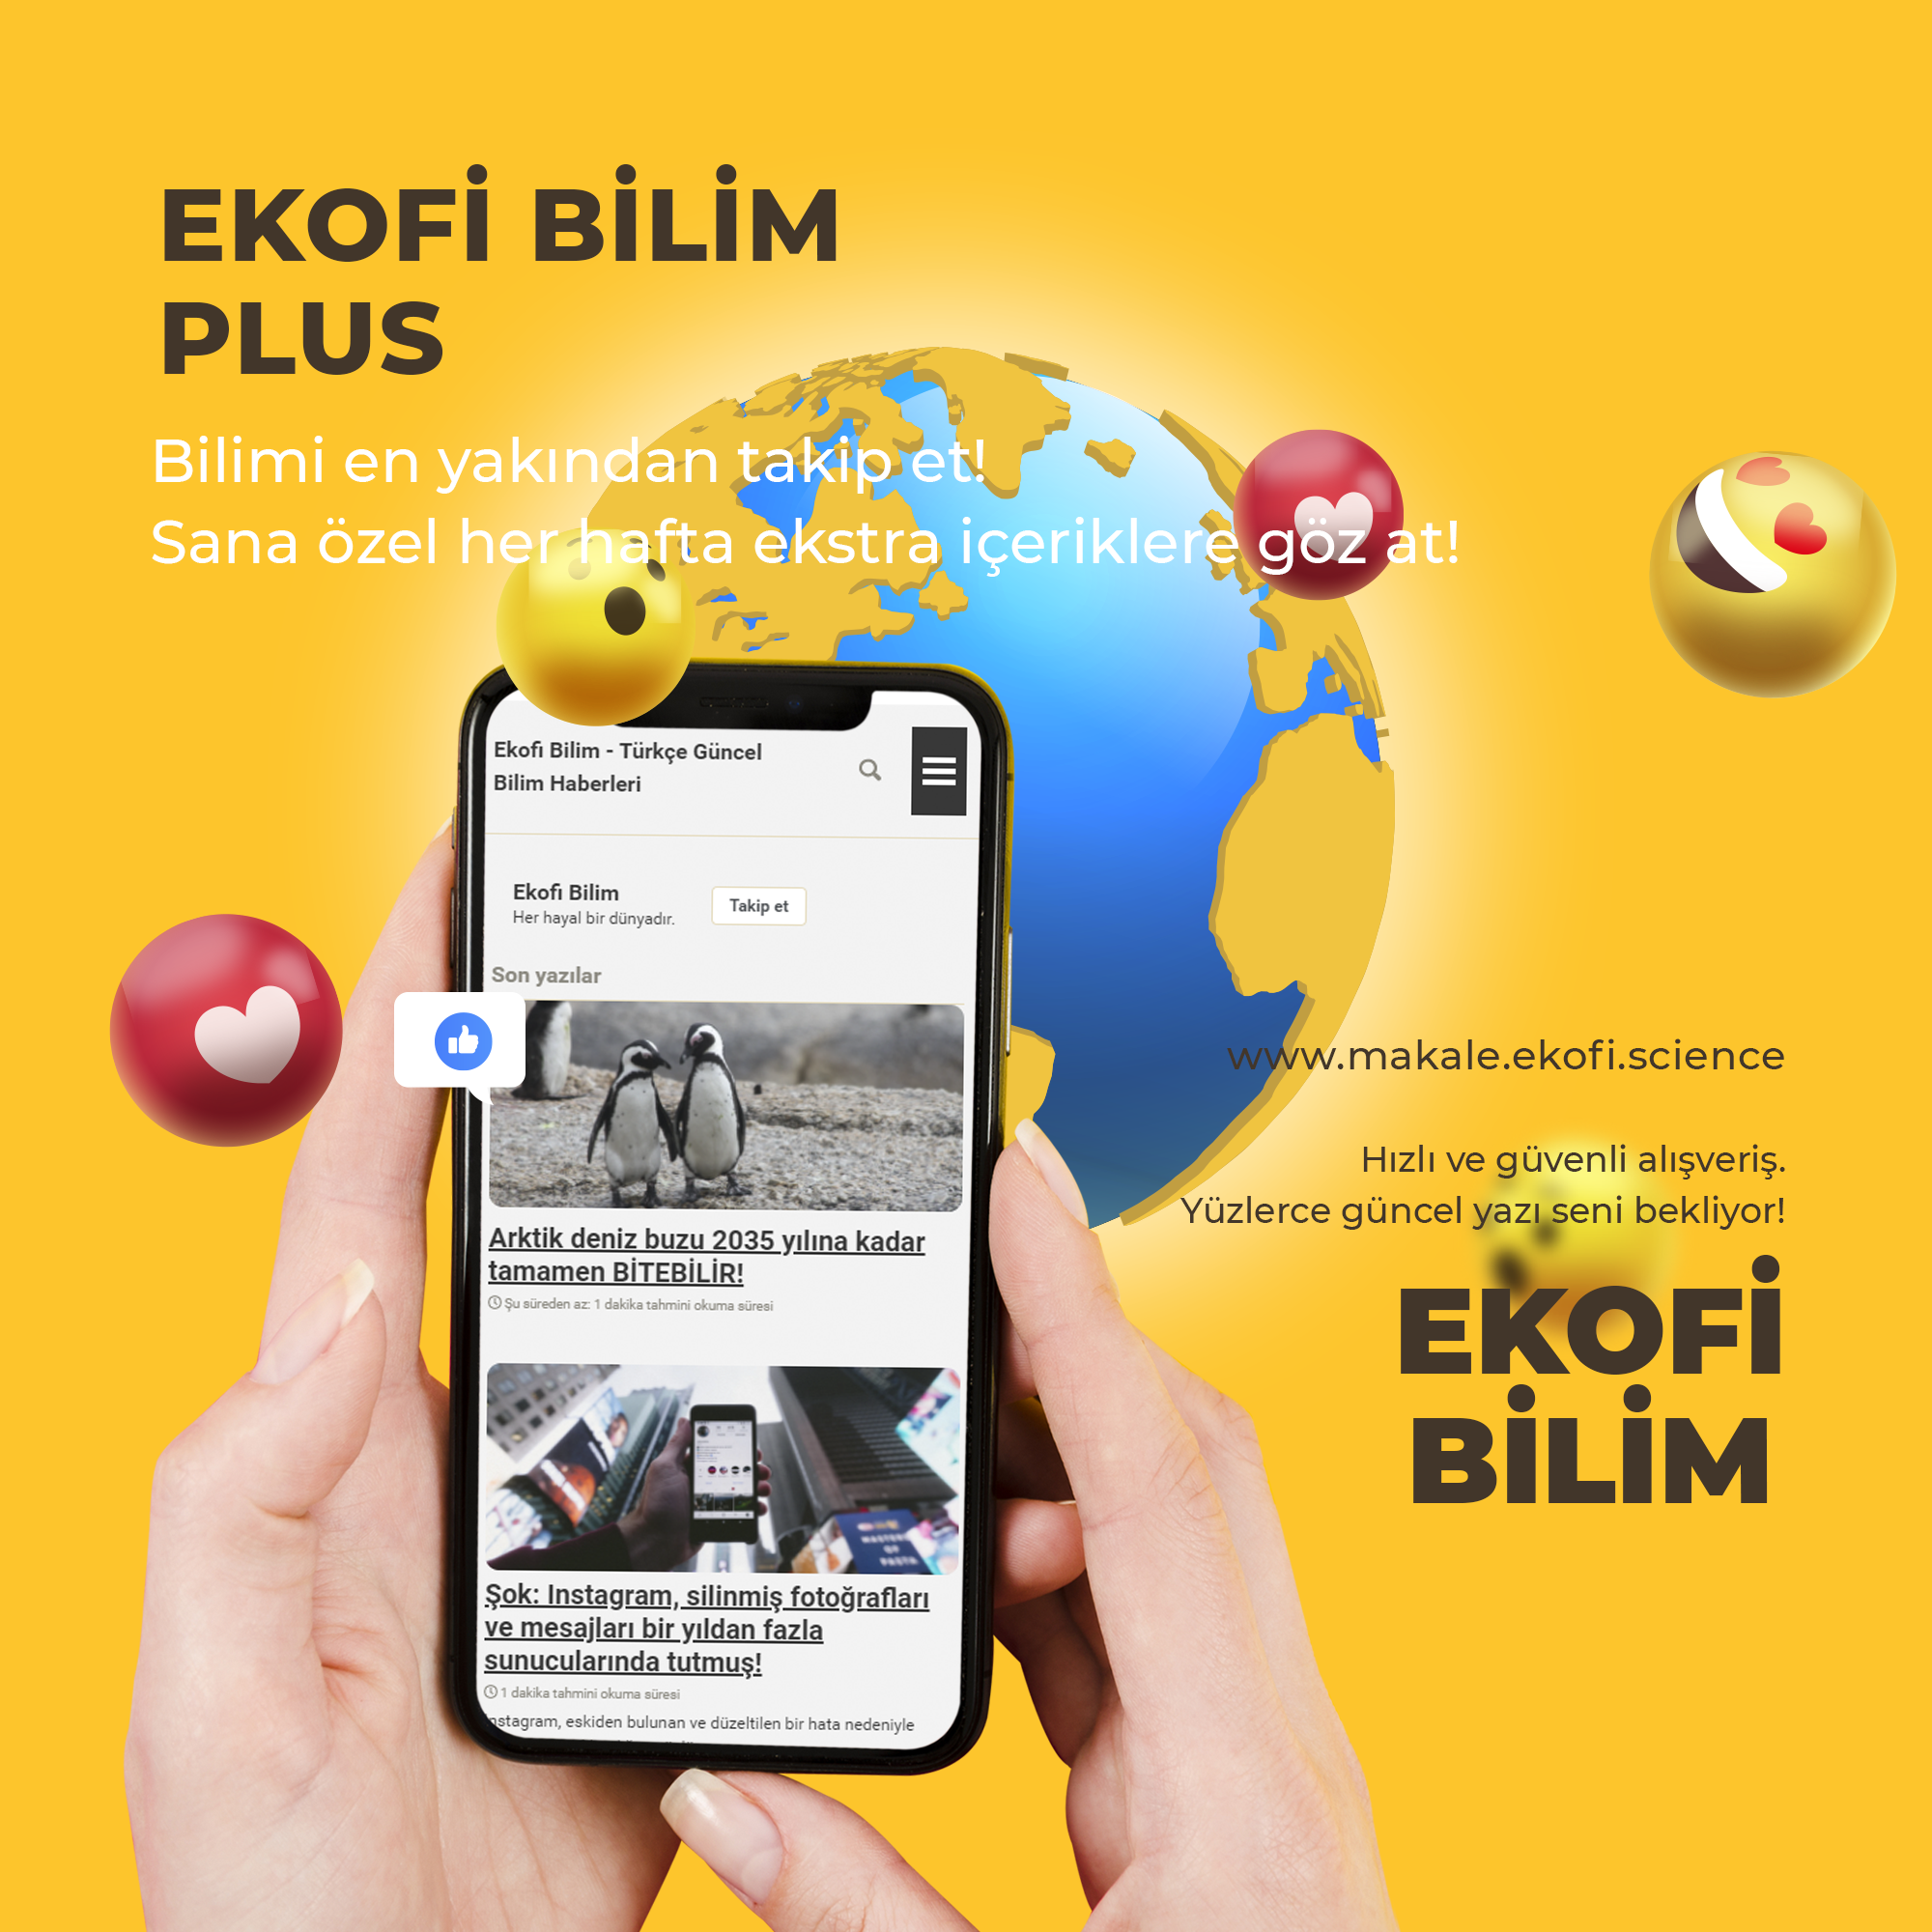 EKOFİ BİLİM
PLUS
Bilimi en yakından takip et!
Sana özel her hafta ekstra içeriklere göz at!
Ekofi Bilim - Türkçe Güncel
Bilim Haberleri
Ekofi Bilim
Her hayal bir dünyadır.
Takip et
Son yazılar
Arktik deniz buzu 2035 yılına kadar
tamamen BİTEBİLİR!
Şu süreden az: 1 dakika tahmini okuma süresi
Şok: Instagram, silinmiş fotoğrafları
ve mesajları bir yıldan fazla
sunucularında tutmuş!
1 dakika tahmini okuma süresi
Instagram, eskiden bulunan ve düzeltilen bir hata nedeniyle
www.makale.ekofi.science
Hızlı ve güvenli alışveriş.
Yüzlerce güncel yazı seni bekliyor!
EKOFİ
BİLİM